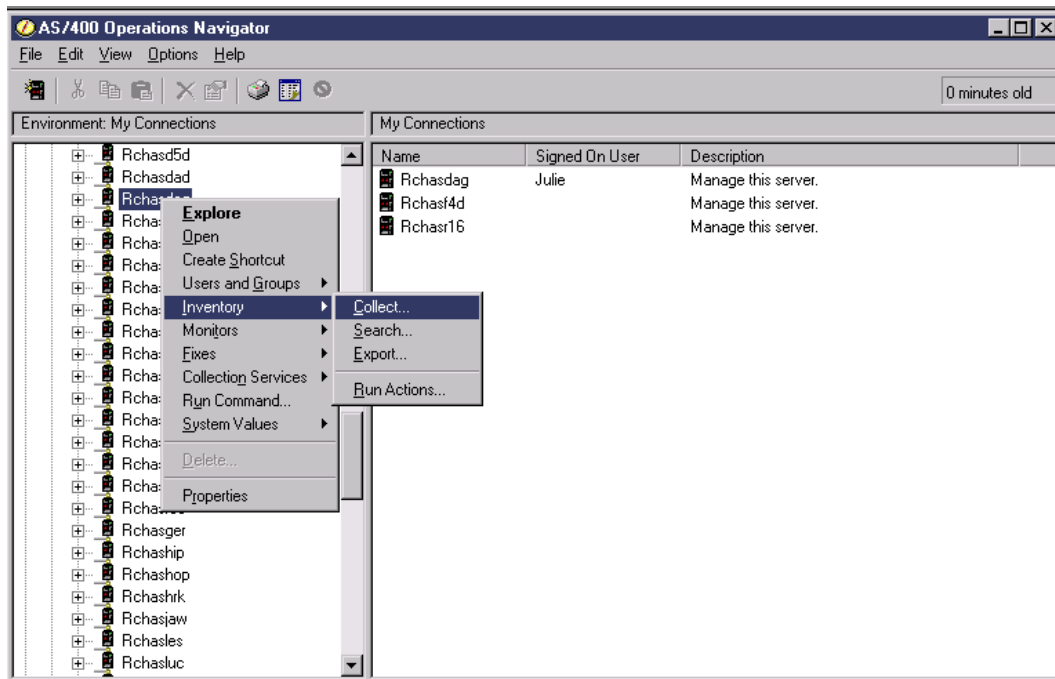 AS/400 Operations Navigator
File Edit View Options Help
0 minutes old
Environment: My Connections
My Connections
Name Signed On User Description
Rchasdag Julie Manage this server.
Rchasf4d Manage this server.
Rchasr16 Manage this server.
Rchasd5d
Rchasdad
Explore
Open
Create Shortcut
Users and Groups
Inventory
Monitors
Fixes
Collection Services
Run Command...
System Values
Delete...
Properties
Collect...
Search...
Export...
Run Actions...
Rchasger
Rchaship
Rchashop
Rchashrk
Rchasjaw
Rchasles
Rchasluc